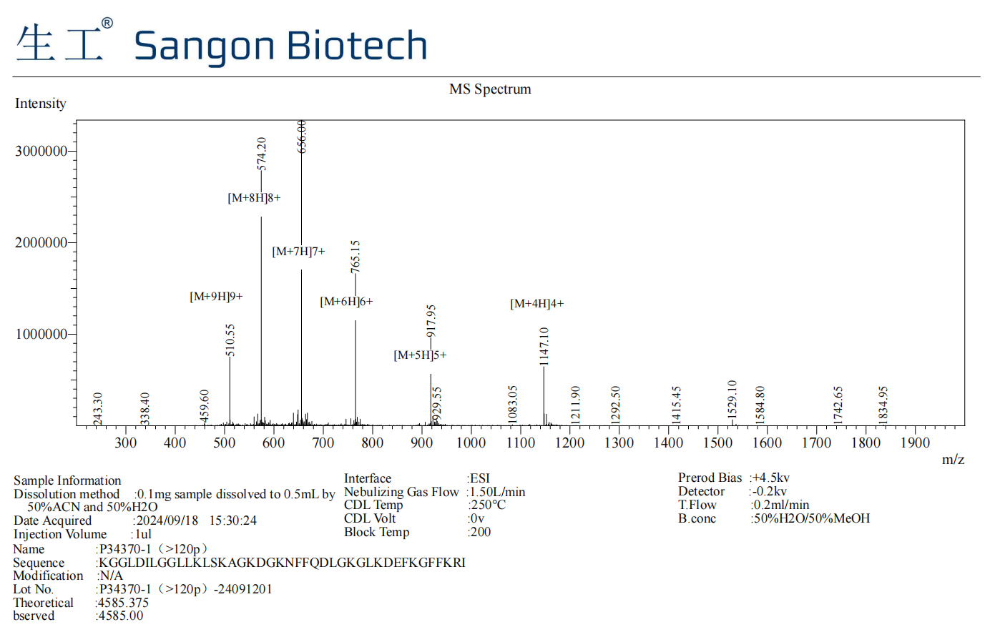 生工® Sangon Biotech
MS Spectrum
Intensity
3000000
2000000
1000000
243.30
338.40
459.60
510.55
574.20
656.00
765.15
917.95
929.55
1083.05
1147.10
1211.90
1292.50
1415.45
1529.10
1584.80
1742.65
1834.95
[M+9H]9+
[M+8H]8+
[M+7H]7+
[M+6H]6+
[M+5H]5+
[M+4H]4+
300 400 500 600 700 800 900 1000 1100 1200 1300 1400 1500 1600 1700 1800 1900
m/z
Sample Information
Dissolution method :0.1mg sample dissolved to 0.5mL by
50%ACN and 50%H2O
Date Acquired :2024/09/18 15:30:24
Injection Volume :1ul
Name :P34370-1（>120p）
Sequence :KGGLDILGGLLKLSKAGKDGKNFFQDLGKGLKDEFKGFFKRI
Modification :N/A
Lot No. :P34370-1（>120p）-24091201
Theoretical :4585.375
bserved :4585.00
Interface :ESI
Nebulizing Gas Flow :1.50L/min
CDL Temp :250℃
CDL Volt :0v
Block Temp :200
Prerod Bias :+4.5kv
Detector :-0.2kv
T.Flow :0.2ml/min
B.conc :50%H2O/50%MeOH